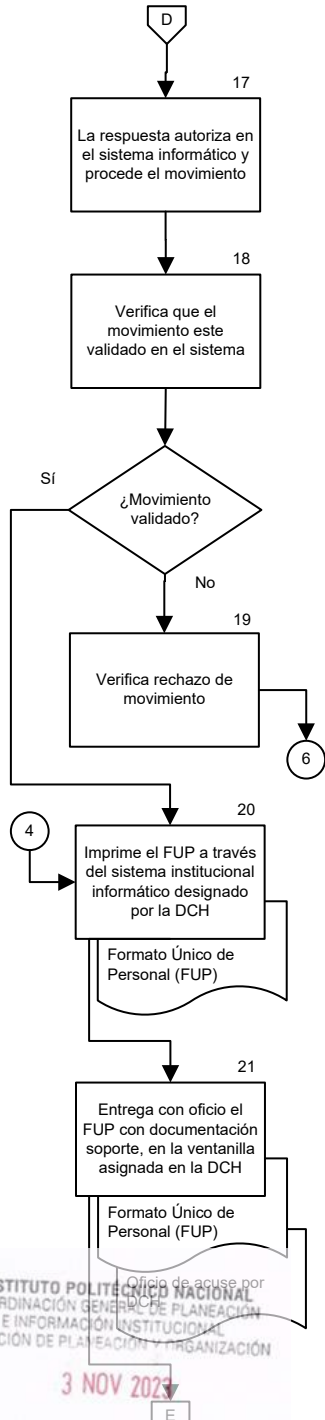 D
17
La respuesta autoriza en
el sistema informático y
procede el movimiento
18
Verifica que el
movimiento este
validado en el sistema
Sí
¿Movimiento
validado?
No
19
Verifica rechazo de
movimiento
6
20
4
Imprime el FUP a través
del sistema institucional
informático designado
por la DCH
Formato Único de
Personal (FUP)
21
Entrega con oficio el
FUP con documentación
soporte, en la ventanilla
asignada en la DCH
Formato Único de
Personal (FUP)
Oficio de acuse por
DCH
STITUTO POLITÉCNICO NACIONAL
RDINACIÓN GENERAL DE PLANEACIÓN
E INFORMACIÓN INSTITUCIONAL
CIÓN DE PLANEACIÓN Y ORGANIZACIÓN
3 NOV 2023
E